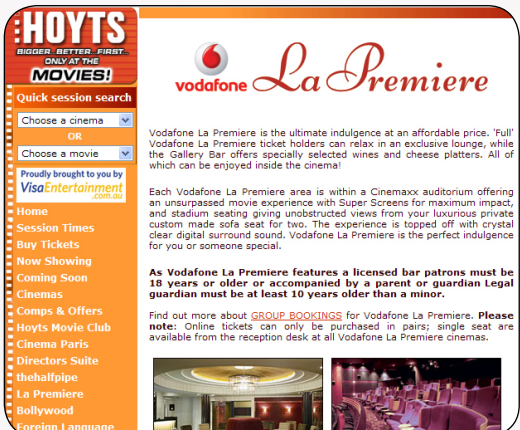 HOYTS
BIGGER. BETTER. FIRST...
ONLY AT THE
MOVIES!
Quick session search
Choose a cinema
OR
Choose a movie
Proudly brought to you by
VisaEntertainment
.com.au
Home
Session Times
Buy Tickets
Now Showing
Coming Soon
Cinemas
Comps & Offers
Hoyts Movie Club
Cinema Paris
Directors Suite
thehalfpipe
La Premiere
Bollywood
Foreign Language
vodafone
La Premiere
Vodafone La Premiere is the ultimate indulgence at an affordable price. 'Full'
Vodafone La Premiere ticket holders can relax in an exclusive lounge, while
the Gallery Bar offers specially selected wines and cheese platters. All of
which can be enjoyed inside the cinema!
Each Vodafone La Premiere area is within a Cinemaxx auditorium offering
an unsurpassed movie experience with Super Screens for maximum impact,
and stadium seating giving unobstructed views from your luxurious private
custom made sofa seat for two. The experience is topped off with crystal
clear digital surround sound. Vodafone La Premiere is the perfect indulgence
for you or someone special.
As Vodafone La Premiere features a licensed bar patrons must be
18 years or older or accompanied by a parent or guardian Legal
guardian must be at least 10 years older than a minor.
Find out more about GROUP BOOKINGS for Vodafone La Premiere. Please
note: Online tickets can only be purchased in pairs; single seat are
available from the reception desk at all Vodafone La Premiere cinemas.